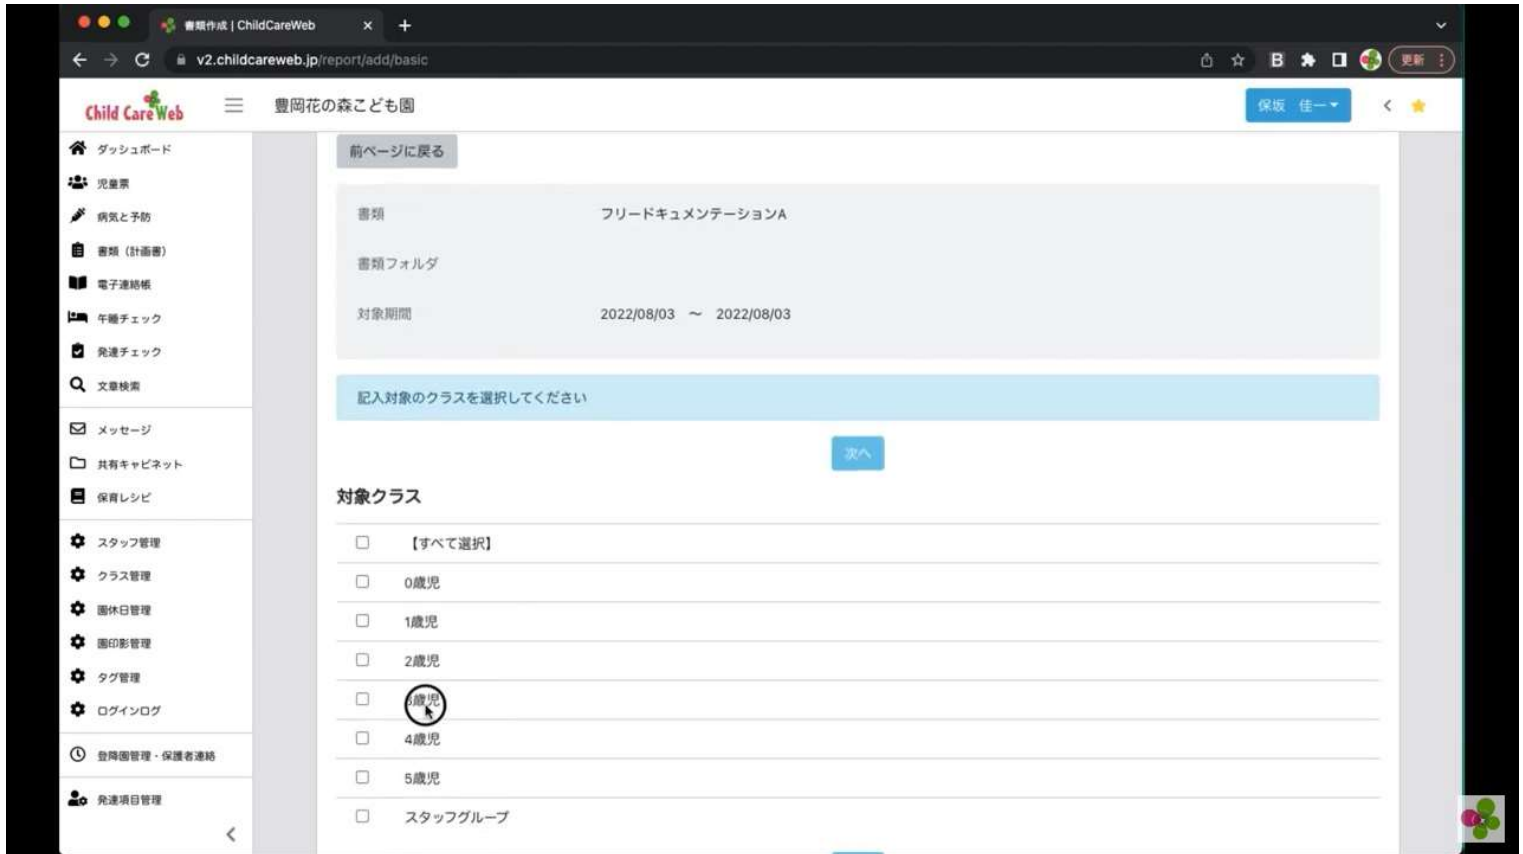 書類作成 | ChildCareWeb
v2.childcareweb.jp/report/add/basic
更新
Child Care Web
豊岡花の森こども園
保坂 佳一
ダッシュボード
児童票
病気と予防
書類（計画書）
電子連絡帳
午睡チェック
発達チェック
文章検索
メッセージ
共有キャビネット
保育レシピ
スタッフ管理
クラス管理
園休日管理
園印影管理
タグ管理
ログインログ
登降園管理・保護者連絡
発達項目管理
前ページに戻る
書類 フリードキュメンテーションA
書類フォルダ
対象期間 2022/08/03 ～ 2022/08/03
記入対象のクラスを選択してください
次へ
対象クラス
【すべて選択】
0歳児
1歳児
2歳児
3歳児
4歳児
5歳児
スタッフグループ